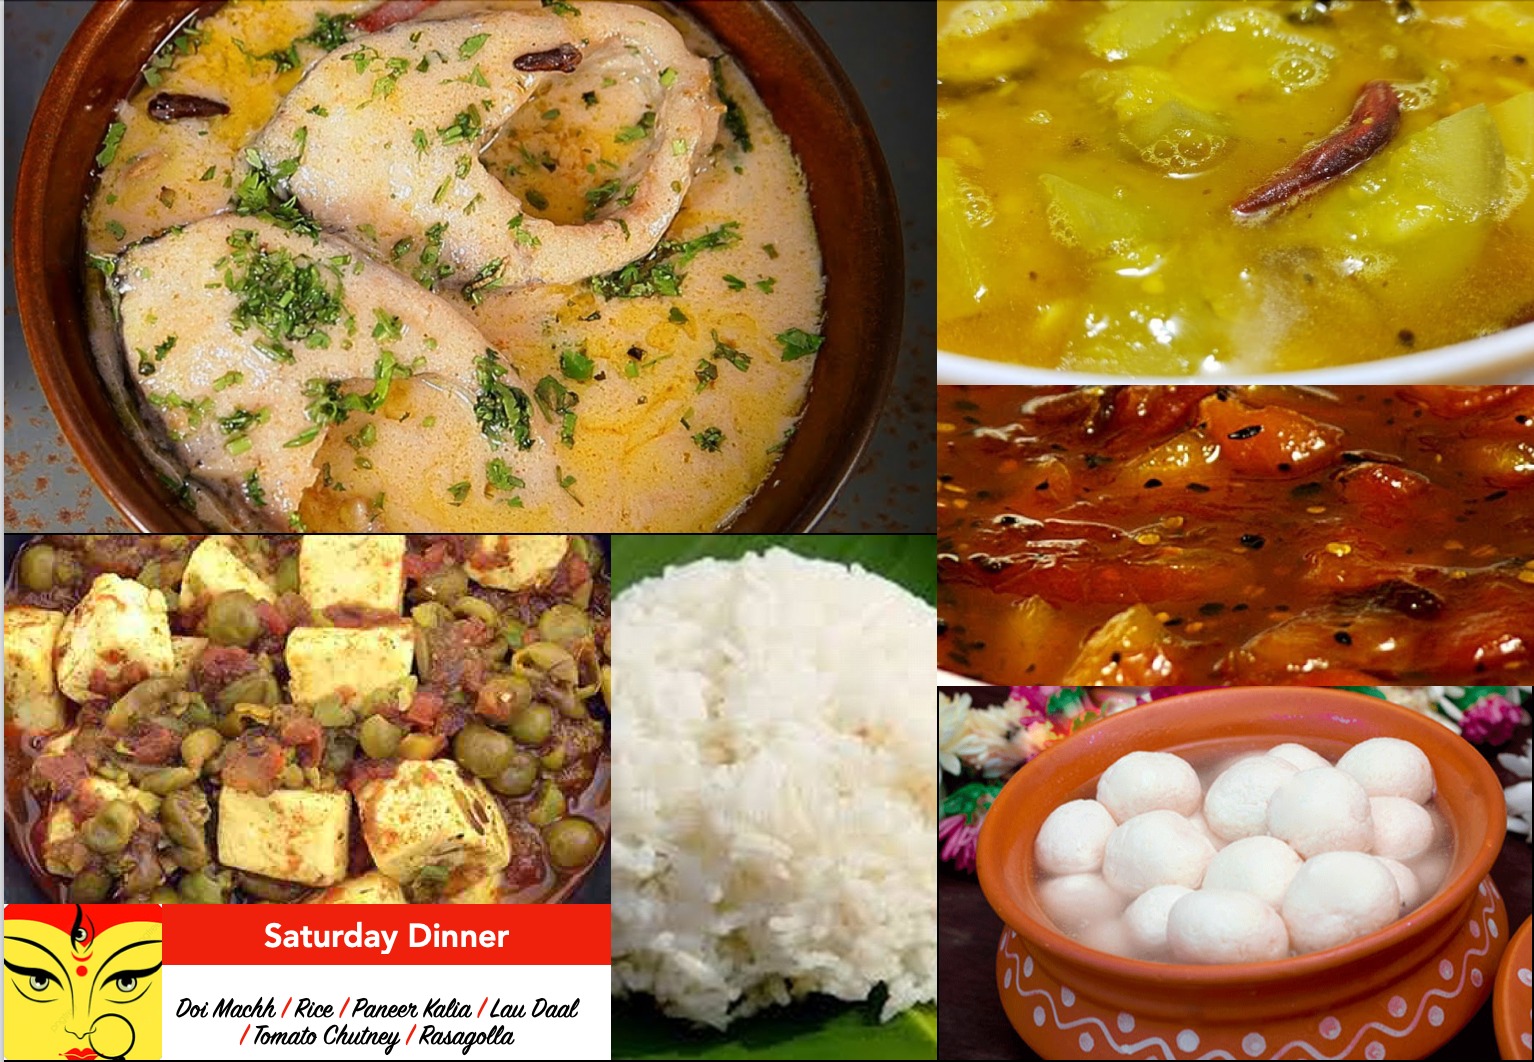 Saturday Dinner
Doi Machh / Rice / Paneer Kalia / Lau Daal
/ Tomato Chutney / Rasagolla